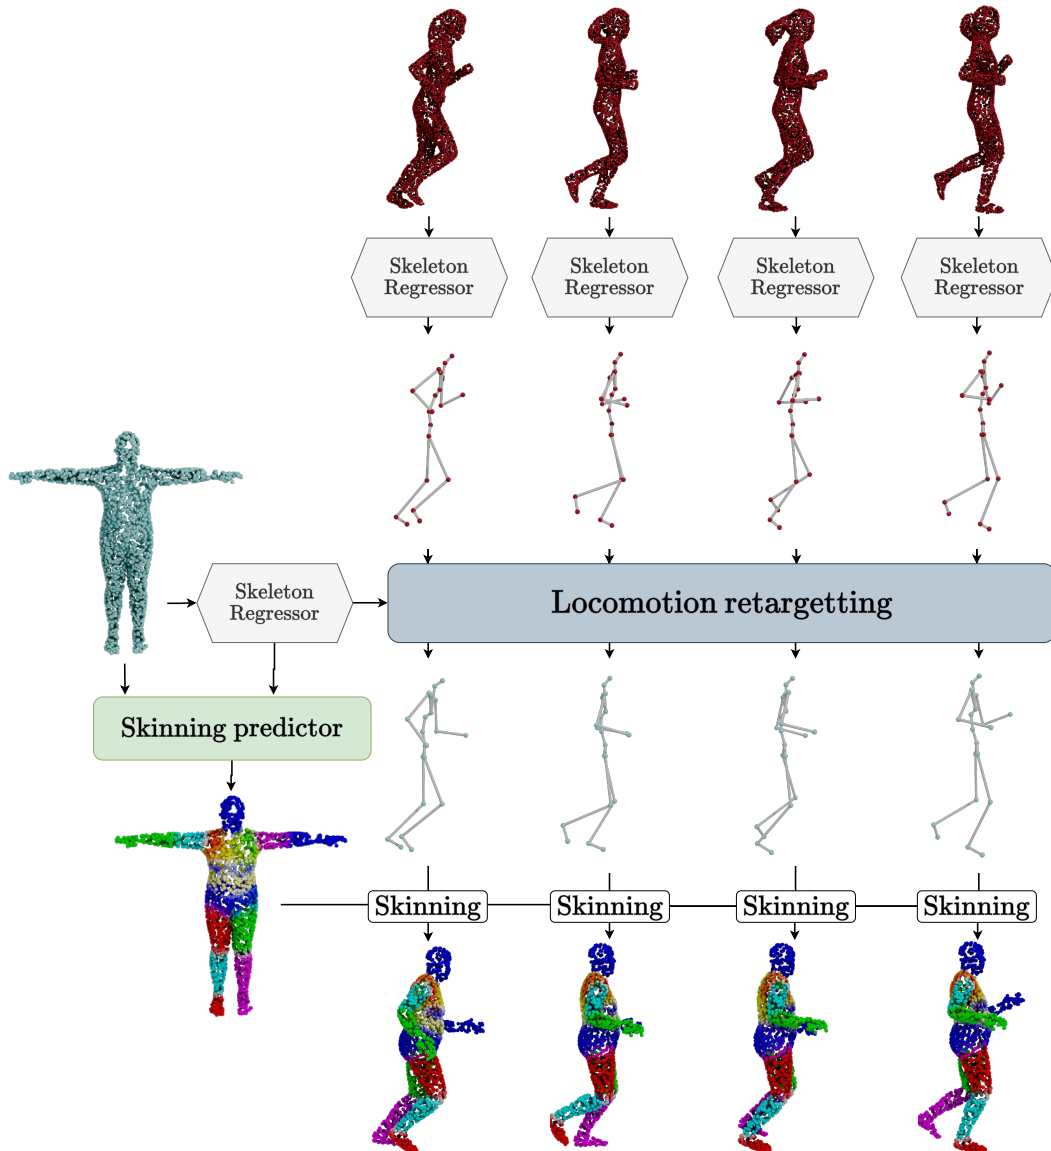 Skeleton
Regressor
Skeleton
Regressor
Skeleton
Regressor
Skeleton
Regressor
Skeleton
Regressor
Locomotion retargetting
Skinning predictor
Skinning
Skinning
Skinning
Skinning